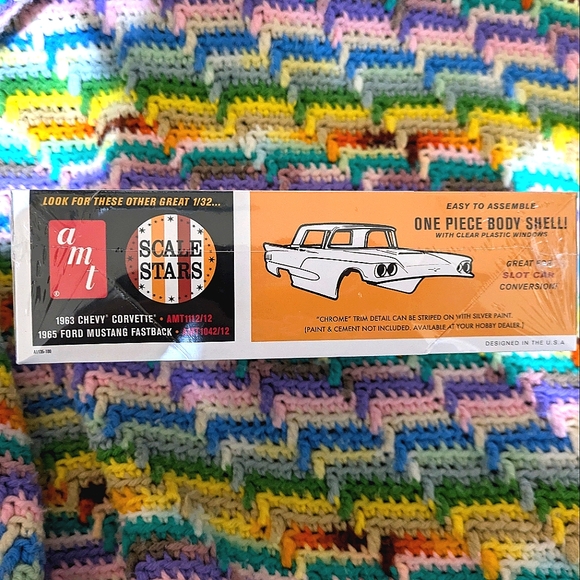 LOOK FOR THESE OTHER GREAT 1/32...
amt
®
SCALE
STARS
1963 CHEVY® CORVETTE® • AMT1112/12
1965 FORD MUSTANG FASTBACK • AMT1042/12
EASY TO ASSEMBLE
ONE PIECE BODY SHELL!
WITH CLEAR PLASTIC WINDOWS
GREAT FOR
SLOT CAR
CONVERSION!
"CHROME" TRIM DETAIL CAN BE STRIPED ON WITH SILVER PAINT.
(PAINT & CEMENT NOT INCLUDED. AVAILABLE AT YOUR HOBBY DEALER.)
DESIGNED IN THE U.S.A